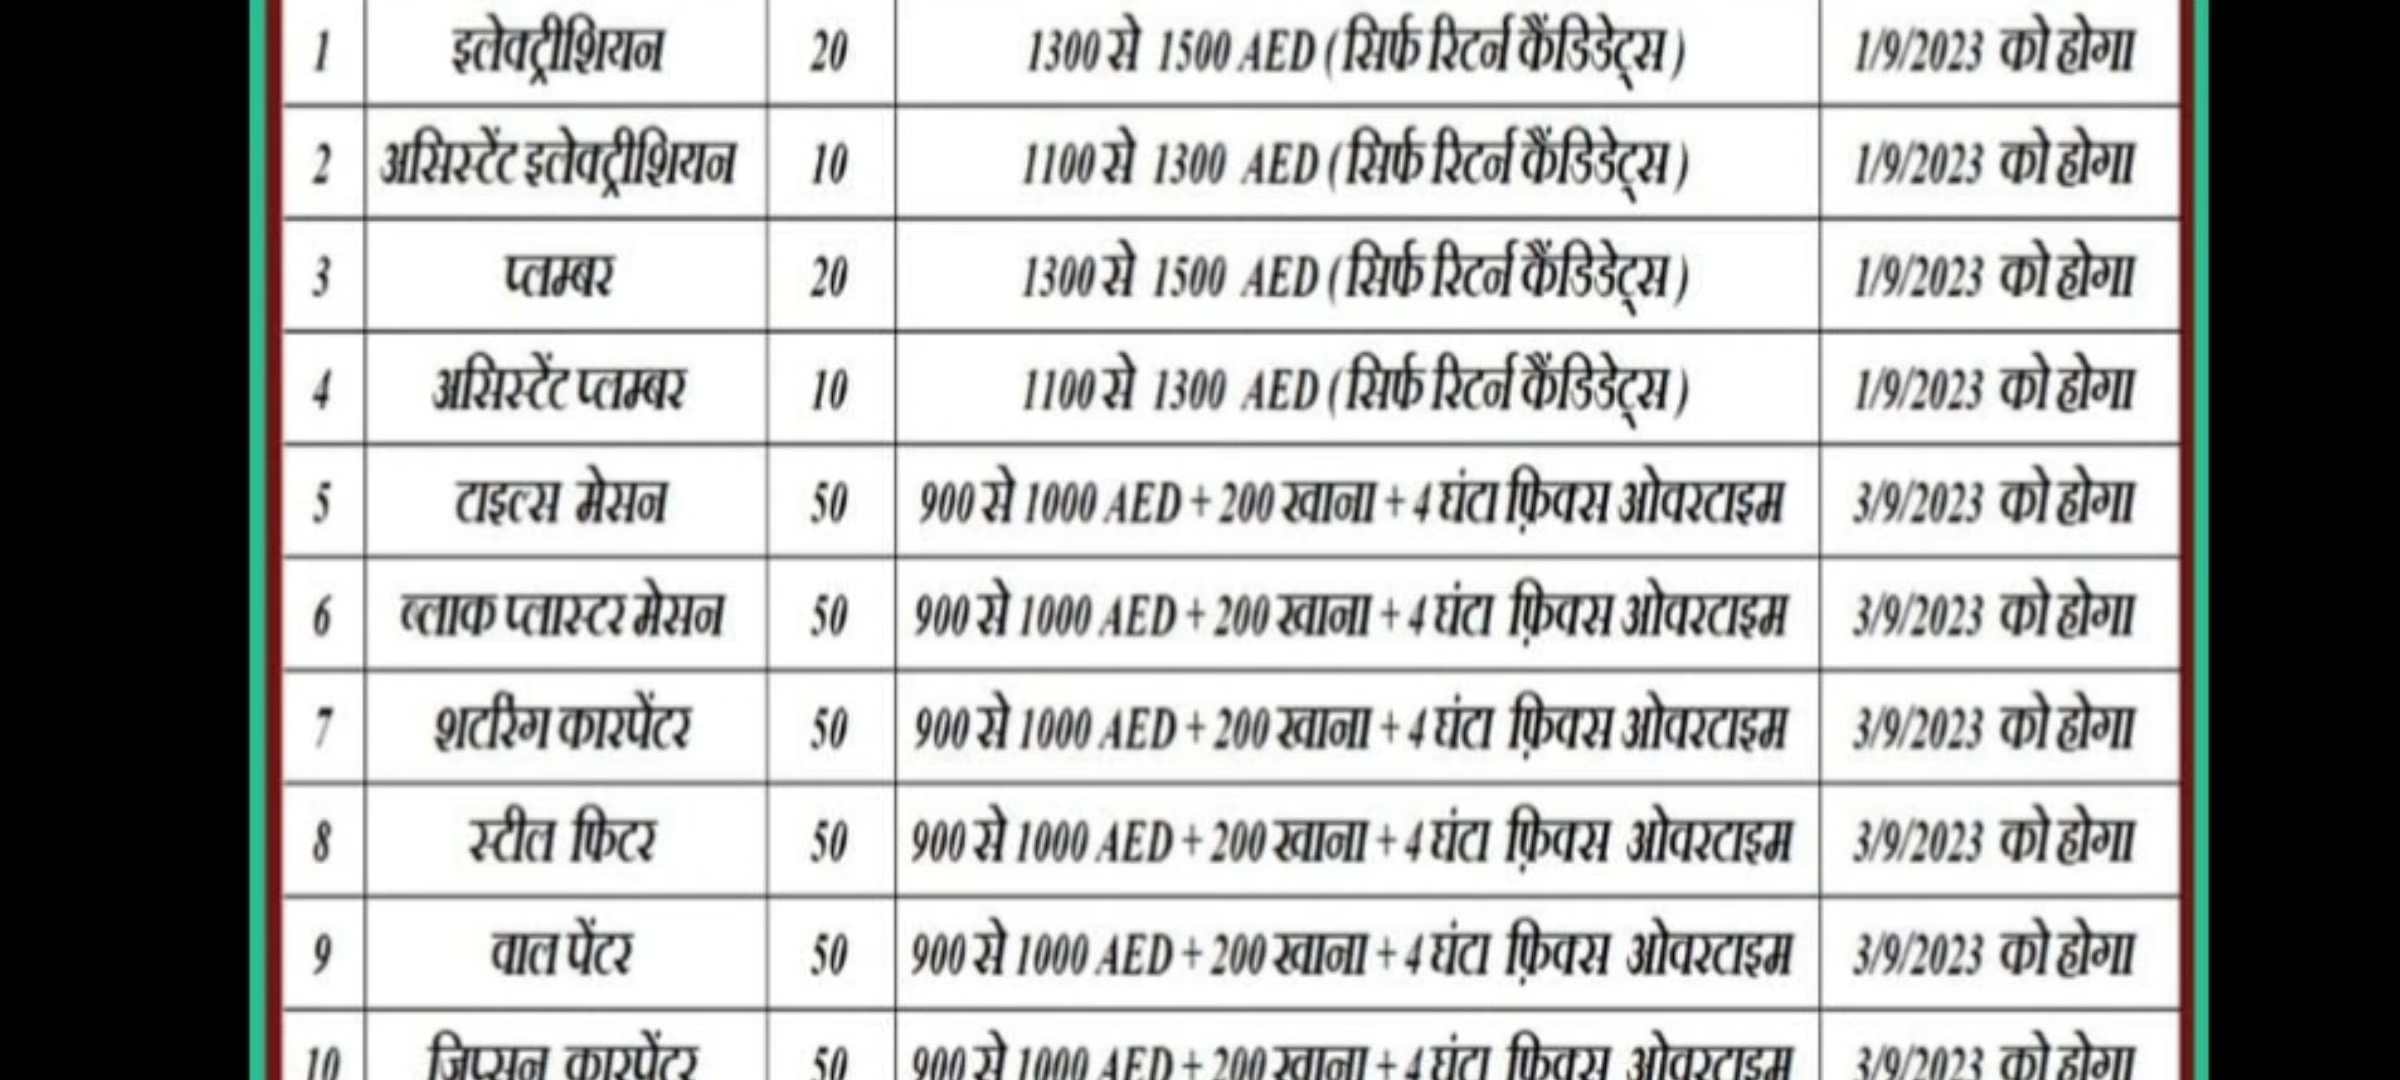 1 इलेक्ट्रीशियन 20 1300 से 1500 AED ( सिर्फ रिटर्न कैंडिडेट्स ) 1/9/2023 को होगा
2 असिस्टेंट इलेक्ट्रीशियन 10 1100 से 1300 AED ( सिर्फ रिटर्न कैंडिडेट्स ) 1/9/2023 को होगा
3 प्लम्बर 20 1300 से 1500 AED ( सिर्फ रिटर्न कैंडिडेट्स ) 1/9/2023 को होगा
4 असिस्टेंट प्लम्बर 10 1100 से 1300 AED ( सिर्फ रिटर्न कैंडिडेट्स ) 1/9/2023 को होगा
5 टाइल्स मेसन 50 900 से 1000 AED + 200 खाना + 4 घंटा फ़िक्स ओवरटाइम 3/9/2023 को होगा
6 ब्लाक प्लास्टर मेसन 50 900 से 1000 AED + 200 खाना + 4 घंटा फ़िक्स ओवरटाइम 3/9/2023 को होगा
7 शटरिंग कारपेंटर 50 900 से 1000 AED + 200 खाना + 4 घंटा फ़िक्स ओवरटाइम 3/9/2023 को होगा
8 स्टील फिटर 50 900 से 1000 AED + 200 खाना + 4 घंटा फ़िक्स ओवरटाइम 3/9/2023 को होगा
9 वाल पेंटर 50 900 से 1000 AED + 200 खाना + 4 घंटा फ़िक्स ओवरटाइम 3/9/2023 को होगा
10 जिप्सन कारपेंटर 50 900 से 1000 AED + 200 खाना + 4 घंटा फ़िक्स ओवरटाइम 3/9/2023 को होगा